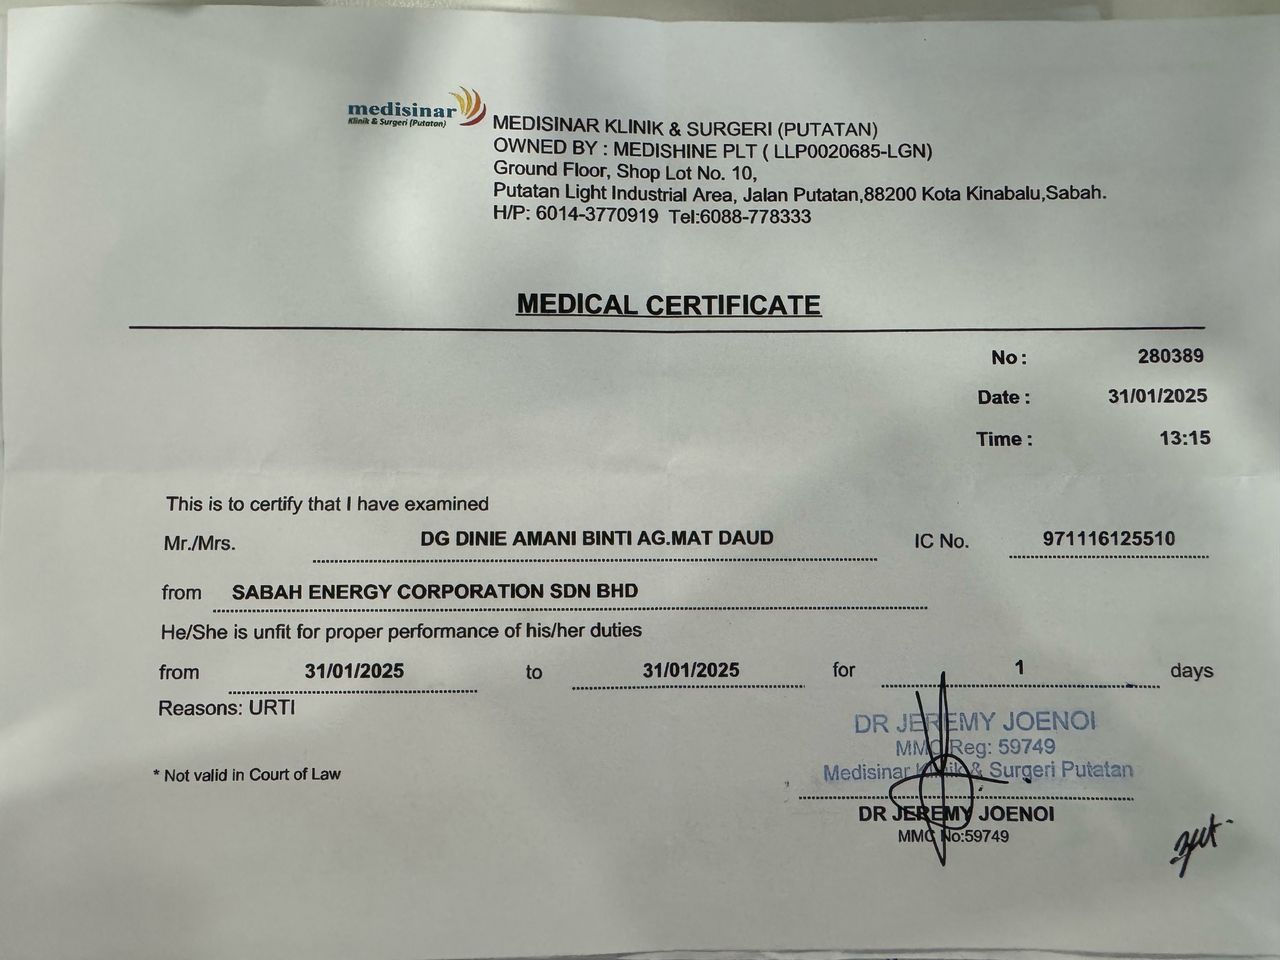 medisinar
Klinik & Surgeri (Putatan)
MEDISINAR KLINIK & SURGERI (PUTATAN)
OWNED BY : MEDISHINE PLT ( LLP0020685-LGN)
Ground Floor, Shop Lot No. 10,
Putatan Light Industrial Area, Jalan Putatan,88200 Kota Kinabalu,Sabah.
H/P: 6014-3770919 Tel:6088-778333
MEDICAL CERTIFICATE
No : 280389
Date : 31/01/2025
Time : 13:15
This is to certify that I have examined
Mr./Mrs. DG DINIE AMANI BINTI AG.MAT DAUD IC No. 971116125510
from SABAH ENERGY CORPORATION SDN BHD
He/She is unfit for proper performance of his/her duties
from 31/01/2025 to 31/01/2025 for 1 days
Reasons: URTI
DR JEREMY JOENOI
MMC Reg: 59749
Medisinar Klinik & Surgeri Putatan
* Not valid in Court of Law
DR JEREMY JOENOI
MMC No:59749